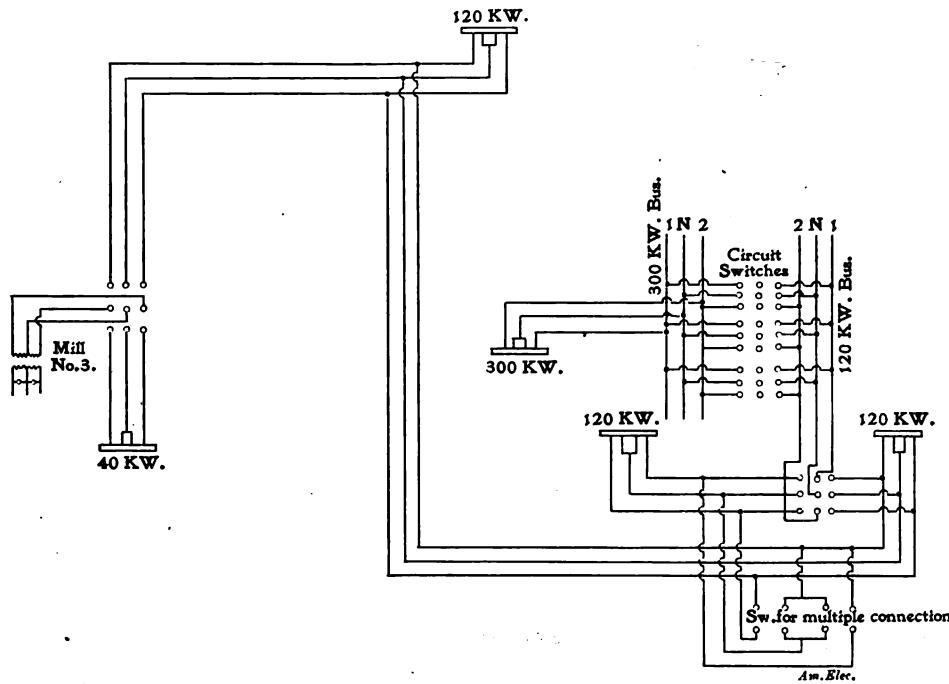 120 KW.
300 KW. Bus.
1 N 2
2 N 1
Circuit
Switches
120 KW. Bus.
Mill
No.3.
300 KW.
120 KW.
120 KW.
40 KW.
Sw. for multiple connection
Am. Elec.